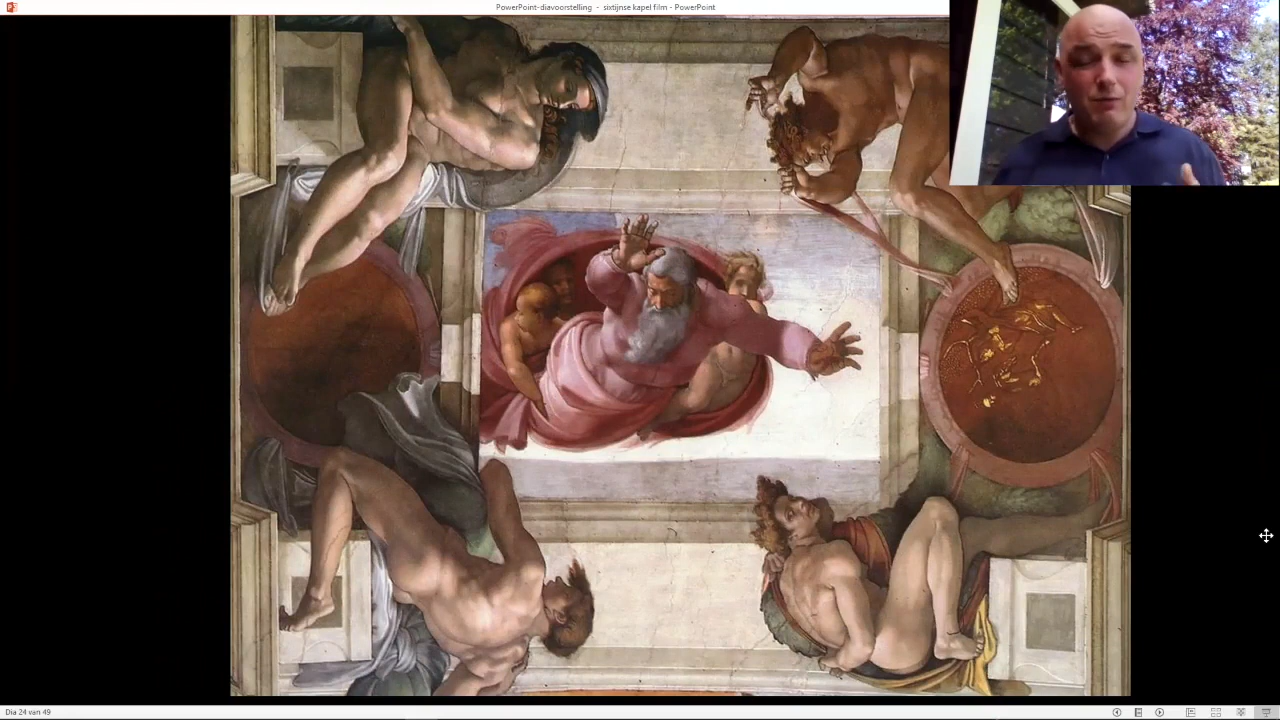 PowerPoint-diavoorstelling - sixtijnse kapel film - PowerPoint
Dia 24 van 49